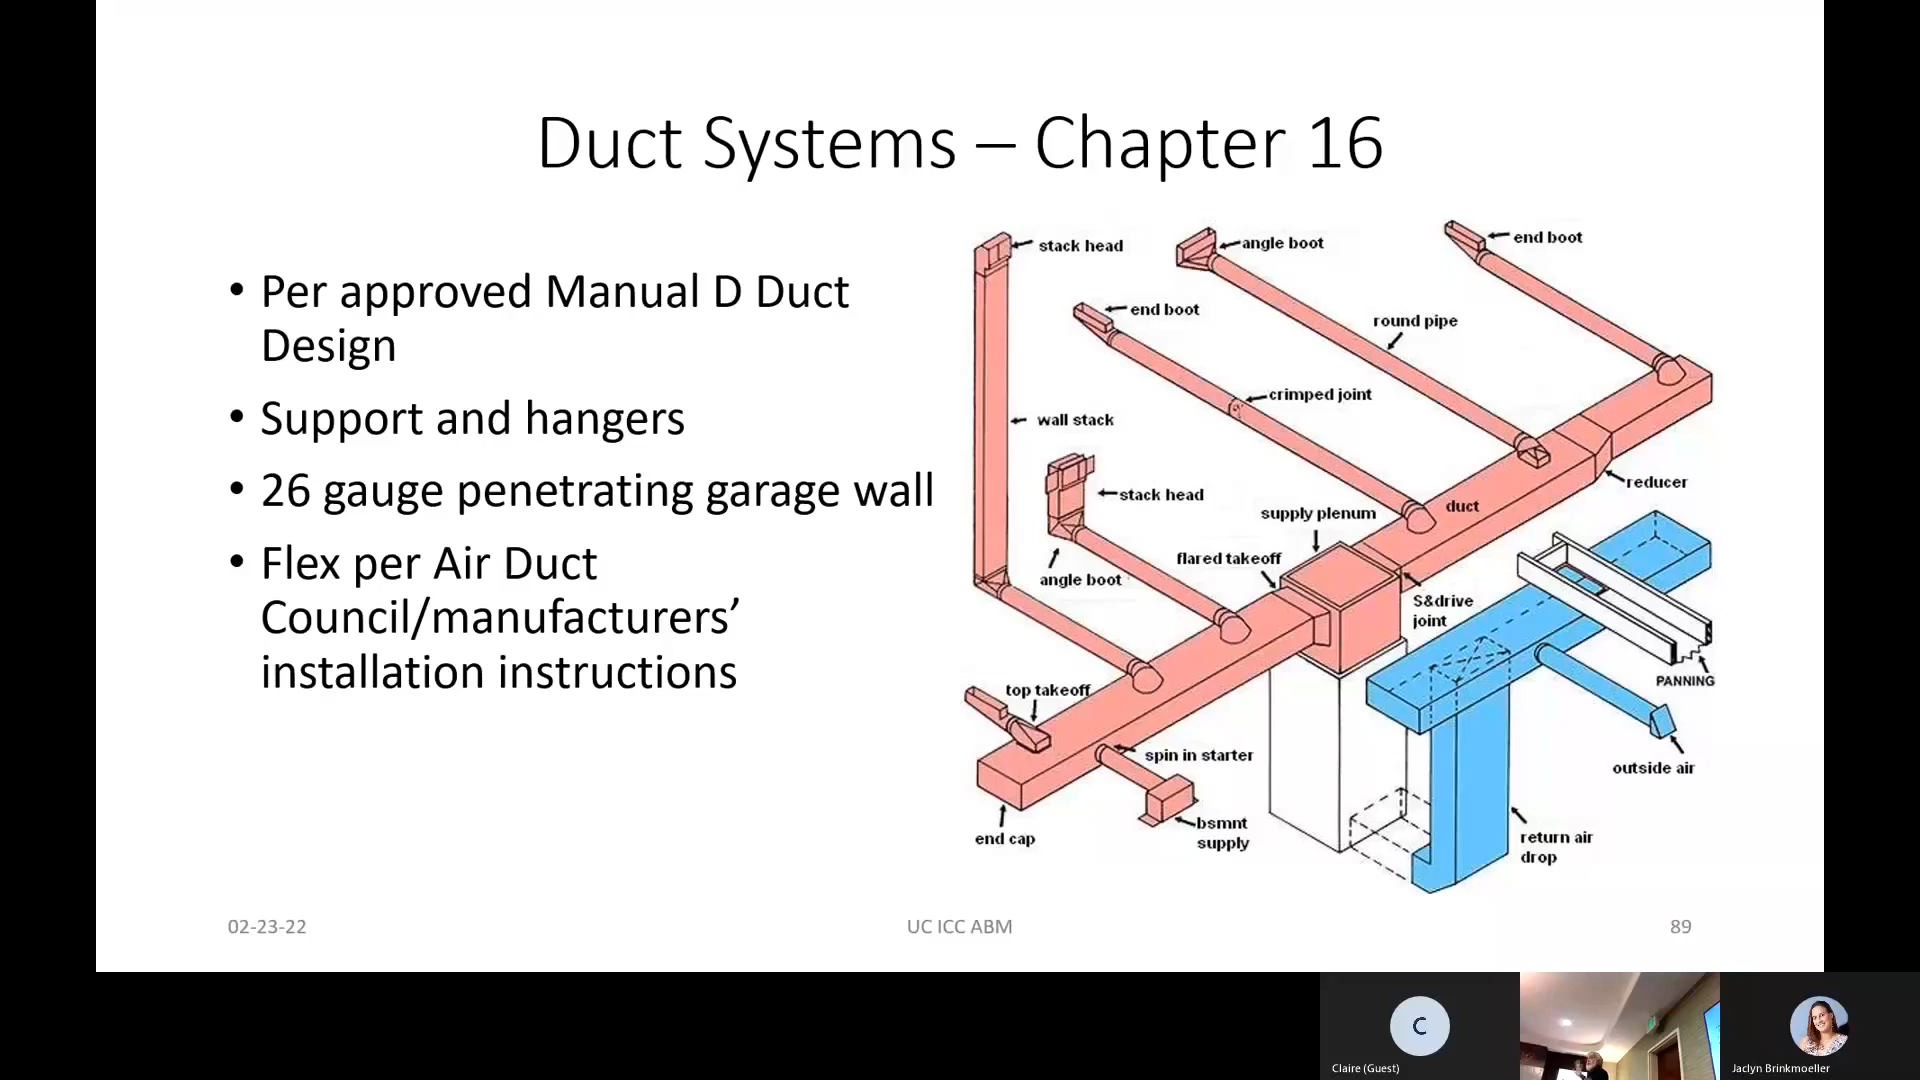 Duct Systems – Chapter 16
• Per approved Manual D Duct
Design
• Support and hangers
• 26 gauge penetrating garage wall
• Flex per Air Duct
Council/manufacturers’
installation instructions
stack head
angle boot
end boot
end boot
round pipe
crimped joint
wall stack
stack head
reducer
duct
supply plenum
flared takeoff
angle boot
S&drive
joint
PANNING
top takeoff
spin in starter
outside air
bsmnt
supply
end cap
return air
drop
02-23-22
UC ICC ABM
89
C
Claire (Guest)
Jaclyn Brinkmoeller